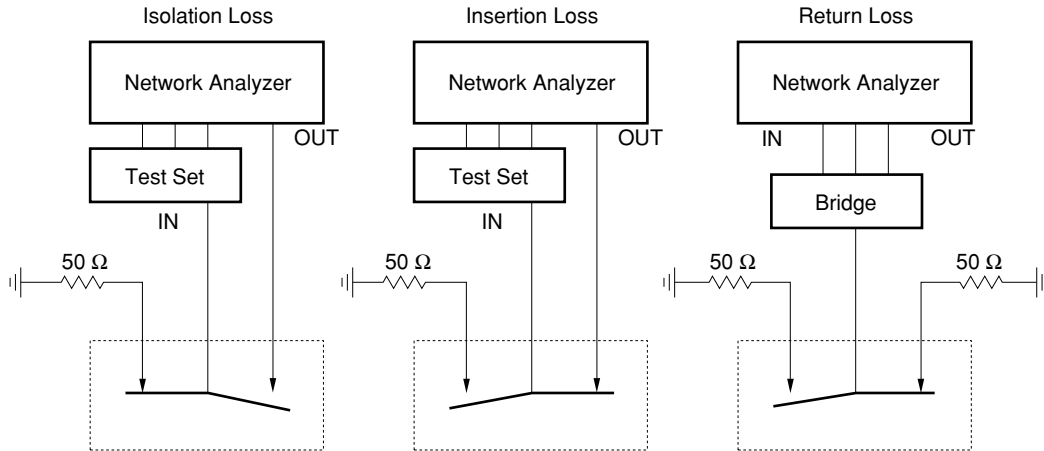 Isolation Loss
Network Analyzer
OUT
Test Set
IN
50 Ω
Insertion Loss
Network Analyzer
OUT
Test Set
IN
50 Ω
Return Loss
Network Analyzer
IN
OUT
Bridge
50 Ω
50 Ω